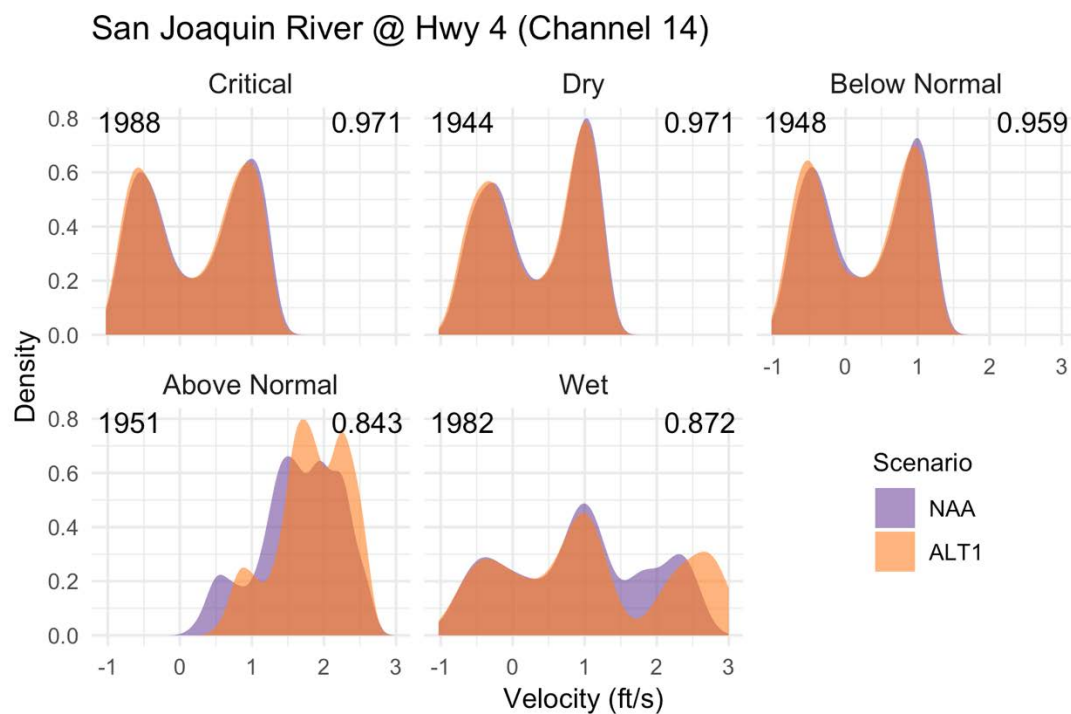 San Joaquin River @ Hwy 4 (Channel 14)
Critical Dry Below Normal
0.8 1988 0.971 1944 0.971 1948 0.959
0.6
0.4
0.2
0.0
-1 0 1 2 3
Density
Above Normal Wet
0.8 1951 0.843 1982 0.872
0.6
0.4
0.2
0.0
Scenario
NAA
ALT1
-1 0 1 2 3 -1 0 1 2 3
Velocity (ft/s)